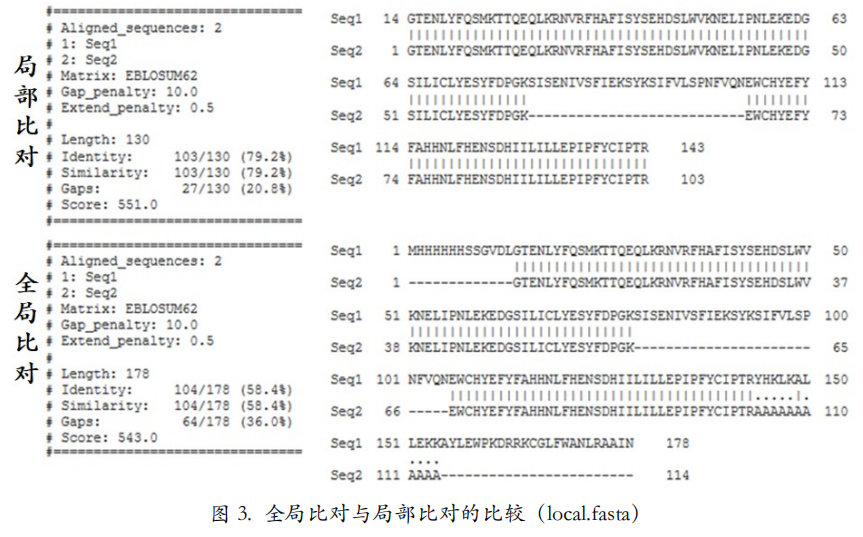 局部比对
#=======================================
# Aligned_sequences: 2
# 1: Seq1
# 2: Seq2
# Matrix: EBLOSUM62
# Gap_penalty: 10.0
# Extend_penalty: 0.5
#
# Length: 130
# Identity: 103/130 (79.2%)
# Similarity: 103/130 (79.2%)
# Gaps: 27/130 (20.8%)
# Score: 551.0
#=======================================
Seq1 14 GTENLYFQSMKTTQEQLKRNVRFHAFISYSEHDSLWVKNELIPNLEKEDG 63
||||||||||||||||||||||||||||||||||||||||||||||||||
Seq2 1 GTENLYFQSMKTTQEQLKRNVRFHAFISYSEHDSLWVKNELIPNLEKEDG 50
Seq1 64 SILICLYESYFDPGKSISENIVSFIEKSYKSIFVLSPNFVQNEWCHYEFY 113
||||||||||||||| ||||||||
Seq2 51 SILICLYESYFDPGK---------------------------EWCHYEFY 73
Seq1 114 FAHHNLFHENSDHIILILLEPIPFYCIPTR 143
||||||||||||||||||||||||||||||
Seq2 74 FAHHNLFHENSDHIILILLEPIPFYCIPTR 103
全局比对
#=======================================
# Aligned_sequences: 2
# 1: Seq1
# 2: Seq2
# Matrix: EBLOSUM62
# Gap_penalty: 10.0
# Extend_penalty: 0.5
#
# Length: 178
# Identity: 104/178 (58.4%)
# Similarity: 104/178 (58.4%)
# Gaps: 64/178 (36.0%)
# Score: 543.0
#=======================================
Seq1 1 MHHHHHHSSGVDLGTENLYFQSMKTTQEQLKRNVRFHAFISYSEHDSLWV 50
|||||||||||||||||||||||||||||||||||||
Seq2 1 -------------GTENLYFQSMKTTQEQLKRNVRFHAFISYSEHDSLWV 37
Seq1 51 KNELIPNLEKEDGSILICLYESYFDPGKSISENIVSFIEKSYKSIFVLSP 100
||||||||||||||||||||||||||||
Seq2 38 KNELIPNLEKEDGSILICLYESYFDPGK---------------------- 65
Seq1 101 NFVQNEWCHYEFYFAHHNLFHENSDHIILILLEPIPFYCIPTRYHKLKAL 150
||||||||||||||||||||||||||||||||||||||.....|.
Seq2 66 -----EWCHYEFYFAHHNLFHENSDHIILILLEPIPFYCIPTRAAAAAAA 110
Seq1 151 LEKKAYLEWPKDRRKCGLFWANLRAAIN 178
....
Seq2 111 AAAA------------------------ 114
图 3. 全局比对与局部比对的比较（local.fasta）